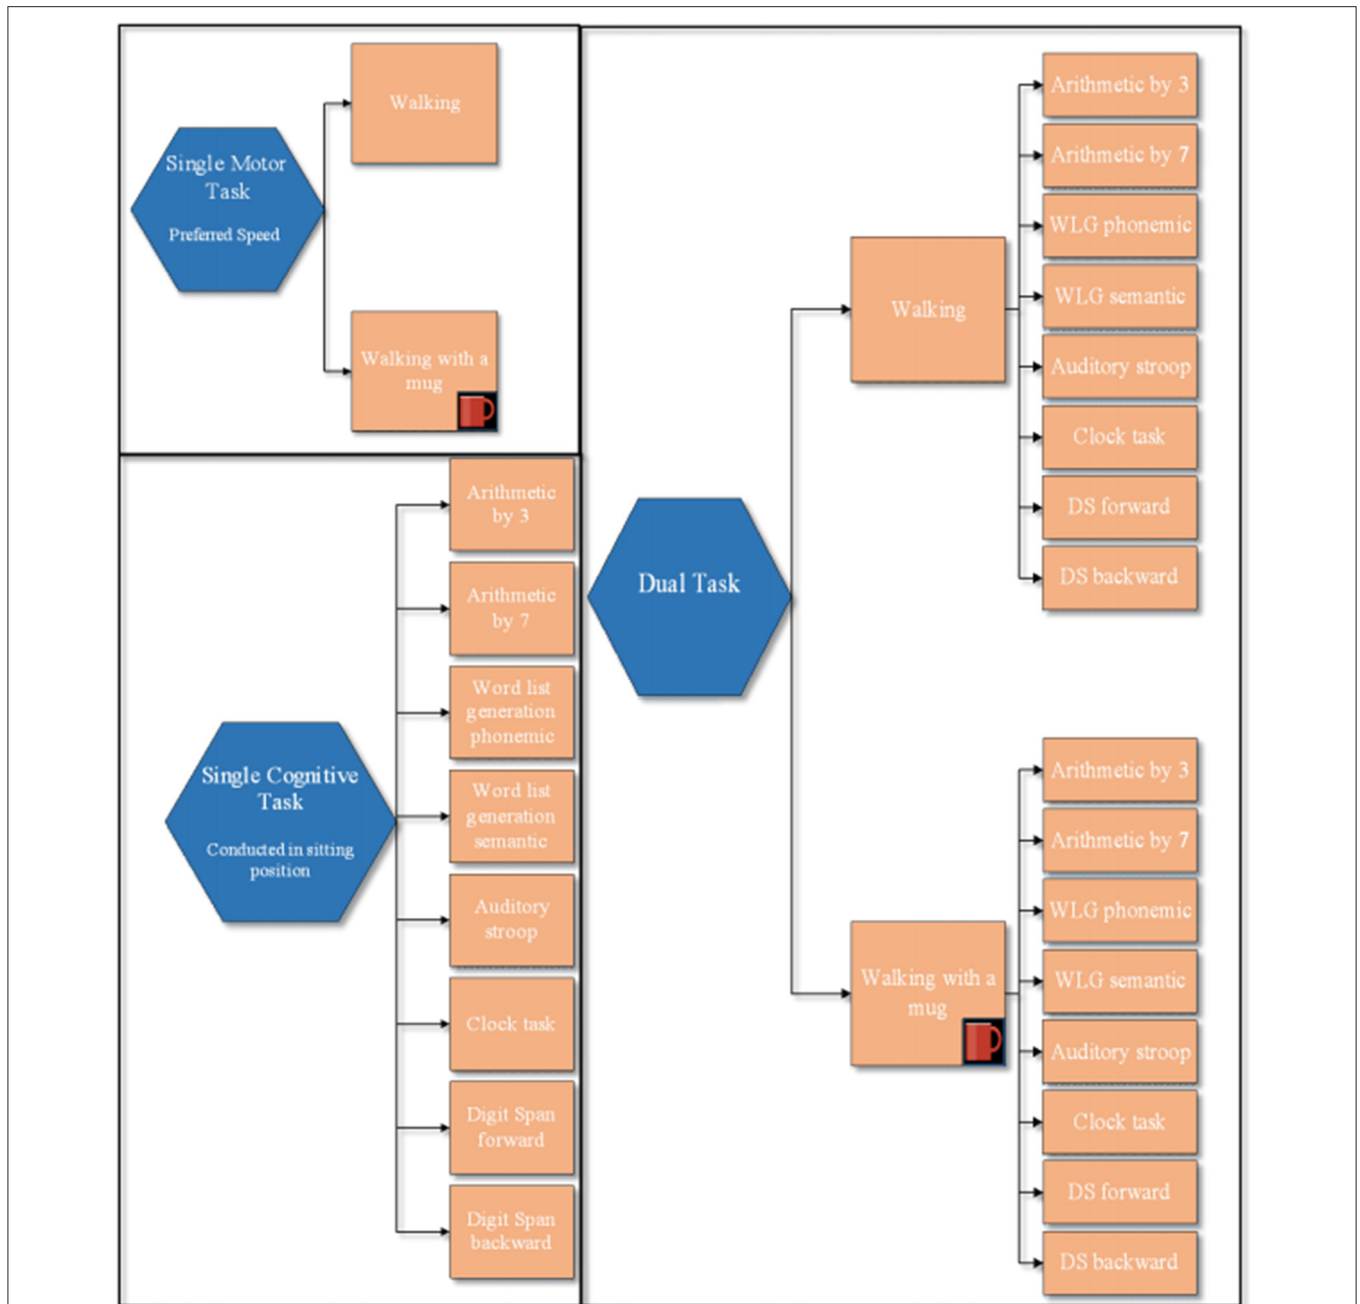 Single Motor
Task
Preferred Speed
Walking
Walking with a
mug
Single Cognitive
Task
Conducted in sitting
position
Arithmetic
by 3
Arithmetic
by 7
Word list
generation
phonemic
Word list
generation
semantic
Auditory
stroop
Clock task
Digit Span
forward
Digit Span
backward
Dual Task
Walking
Arithmetic by 3
Arithmetic by 7
WLG phonemic
WLG semantic
Auditory stroop
Clock task
DS forward
DS backward
Walking with a
mug
Arithmetic by 3
Arithmetic by 7
WLG phonemic
WLG semantic
Auditory stroop
Clock task
DS forward
DS backward